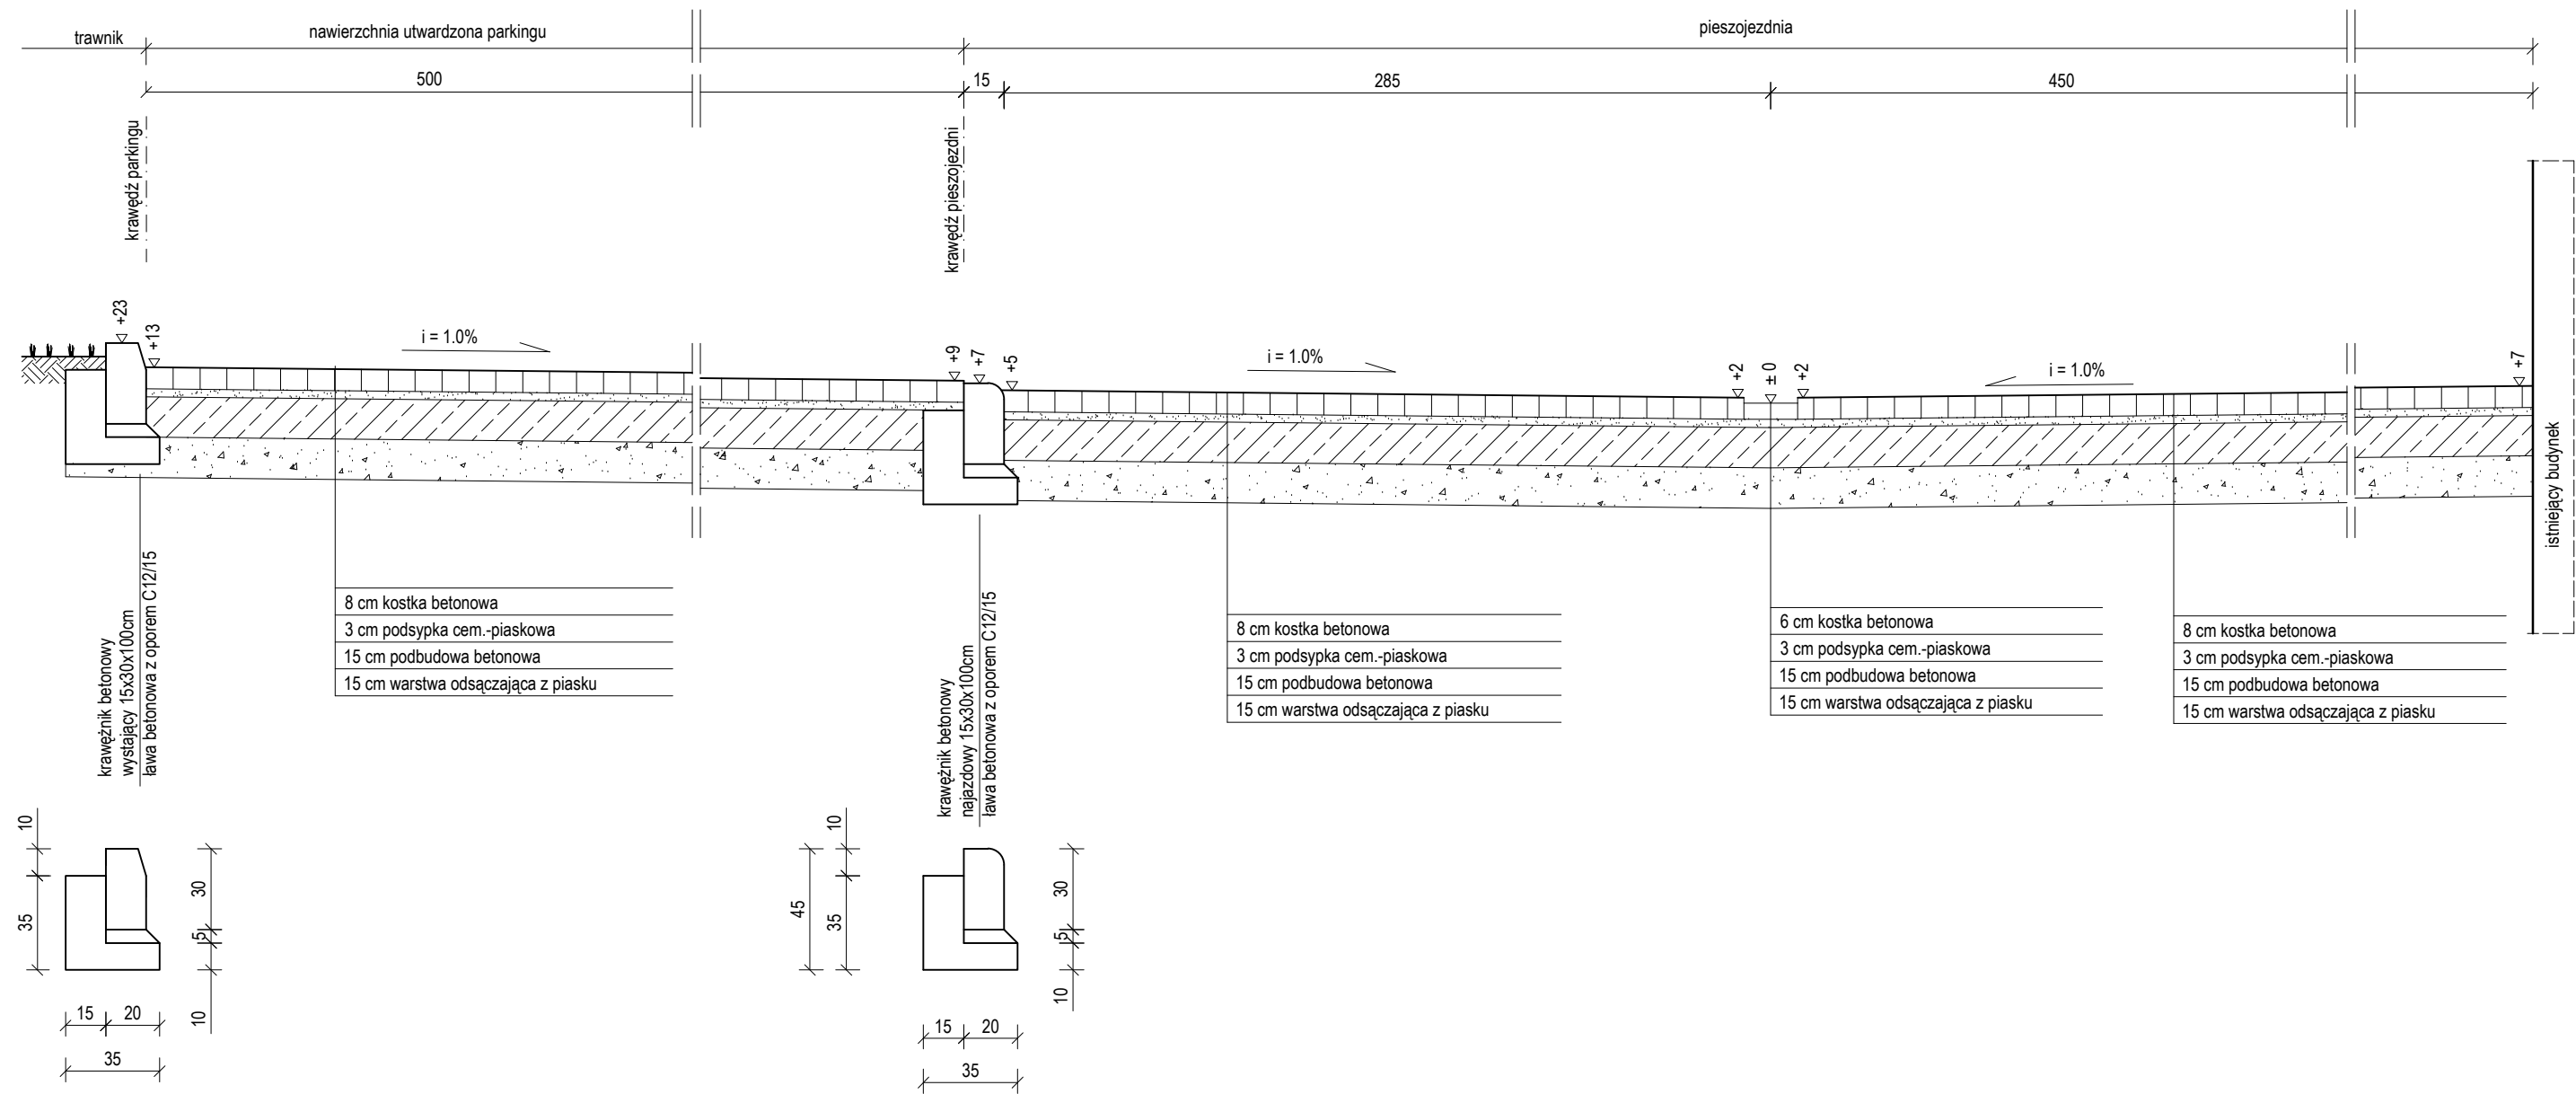 trawnik
nawierzchnia utwardzona parkingu
pieszojezdnia
500
15
285
450
krawędź parkingu
krawędź pieszojezdni
+23
+13
i = 1.0%
+9
+7
+5
i = 1.0%
+2
± 0
+2
i = 1.0%
+7
istniejący budynek
krawężnik betonowy
wystający 15x30x100cm
ława betonowa z oporem C12/15
8 cm kostka betonowa
3 cm podsypka cem.-piaskowa
15 cm podbudowa betonowa
15 cm warstwa odsączająca z piasku
krawężnik betonowy
najazdowy 15x30x100cm
ława betonowa z oporem C12/15
8 cm kostka betonowa
3 cm podsypka cem.-piaskowa
15 cm podbudowa betonowa
15 cm warstwa odsączająca z piasku
6 cm kostka betonowa
3 cm podsypka cem.-piaskowa
15 cm podbudowa betonowa
15 cm warstwa odsączająca z piasku
8 cm kostka betonowa
3 cm podsypka cem.-piaskowa
15 cm podbudowa betonowa
15 cm warstwa odsączająca z piasku
10
35
30
5
10
15
20
35
45
10
35
30
5
10
15
20
35